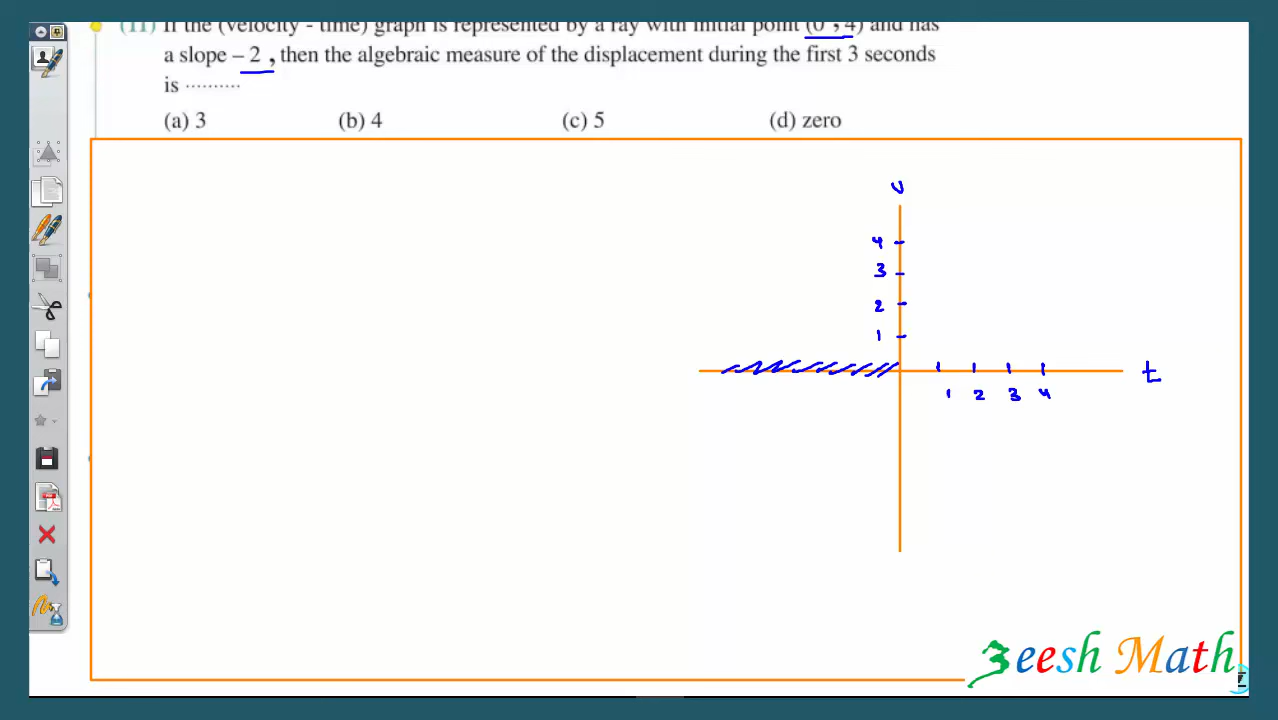 (11) If the (velocity - time) graph is represented by a ray with initial point (0 , 4) and has
a slope – 2 , then the algebraic measure of the displacement during the first 3 seconds
is ··········
(a) 3 (b) 4 (c) 5 (d) zero
v
4
3
2
1
t
1 2 3 4
3eesh Math